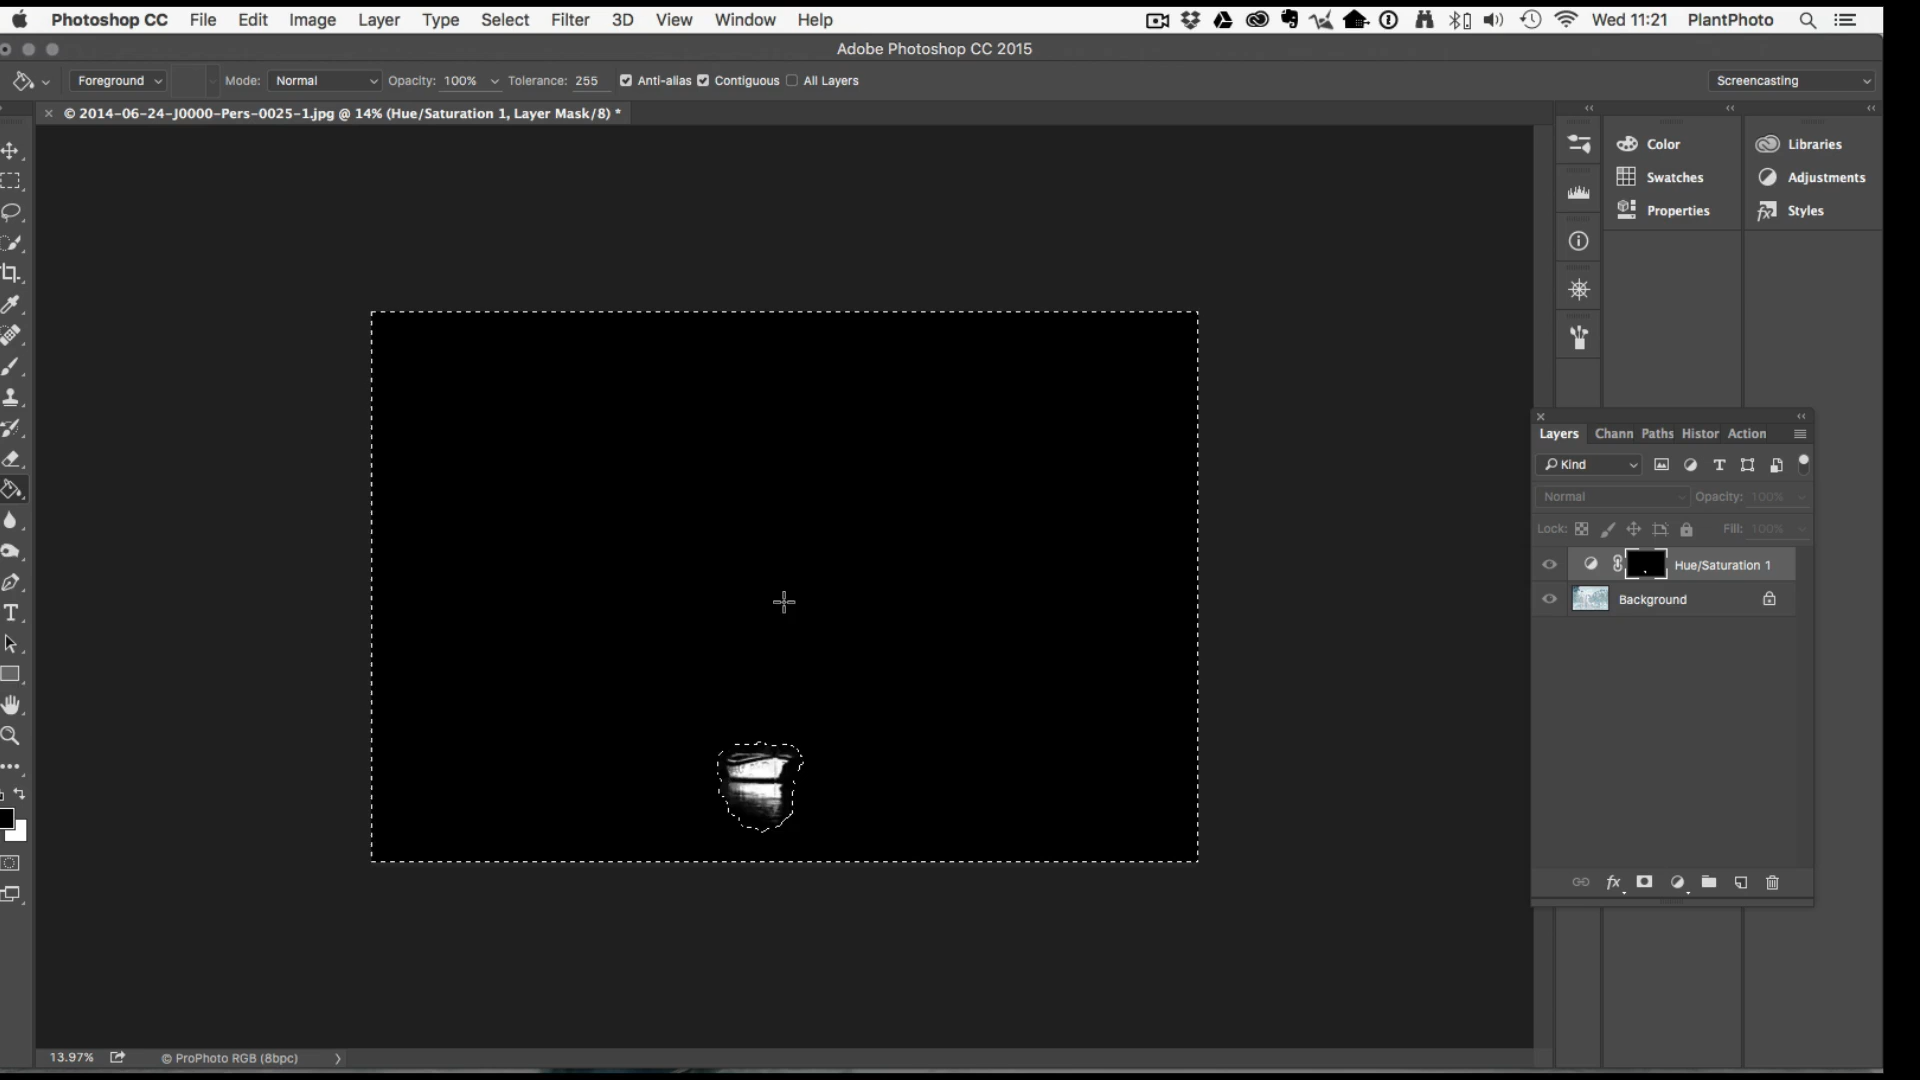 Photoshop CC File Edit Image Layer Type Select Filter 3D View Window Help Wed 11:21 PlantPhoto
Adobe Photoshop CC 2015
Foreground Mode: Normal Opacity: 100% Tolerance: 255 Anti-alias Contiguous All Layers Screencasting
© 2014-06-24-J0000-Pers-0025-1.jpg @ 14% (Hue/Saturation 1, Layer Mask/8) *
Color Libraries
Swatches Adjustments
Properties Styles
Layers Chann Paths Histor Action
Kind
Normal Opacity: 100%
Lock: Fill: 100%
Hue/Saturation 1
Background
fx
13.97% © ProPhoto RGB (8bpc)